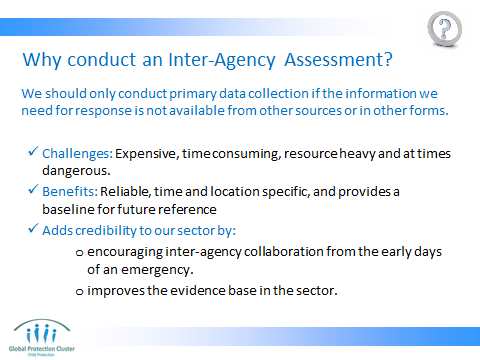 ?
Why conduct an Inter-Agency Assessment?
We should only conduct primary data collection if the information we
need for response is not available from other sources or in other forms.
✓ Challenges: Expensive, time consuming, resource heavy and at times
dangerous.
✓ Benefits: Reliable, time and location specific, and provides a
baseline for future reference
✓ Adds credibility to our sector by:
o encouraging inter-agency collaboration from the early days
of an emergency.
o improves the evidence base in the sector.
Global Protection Cluster
Child Protection